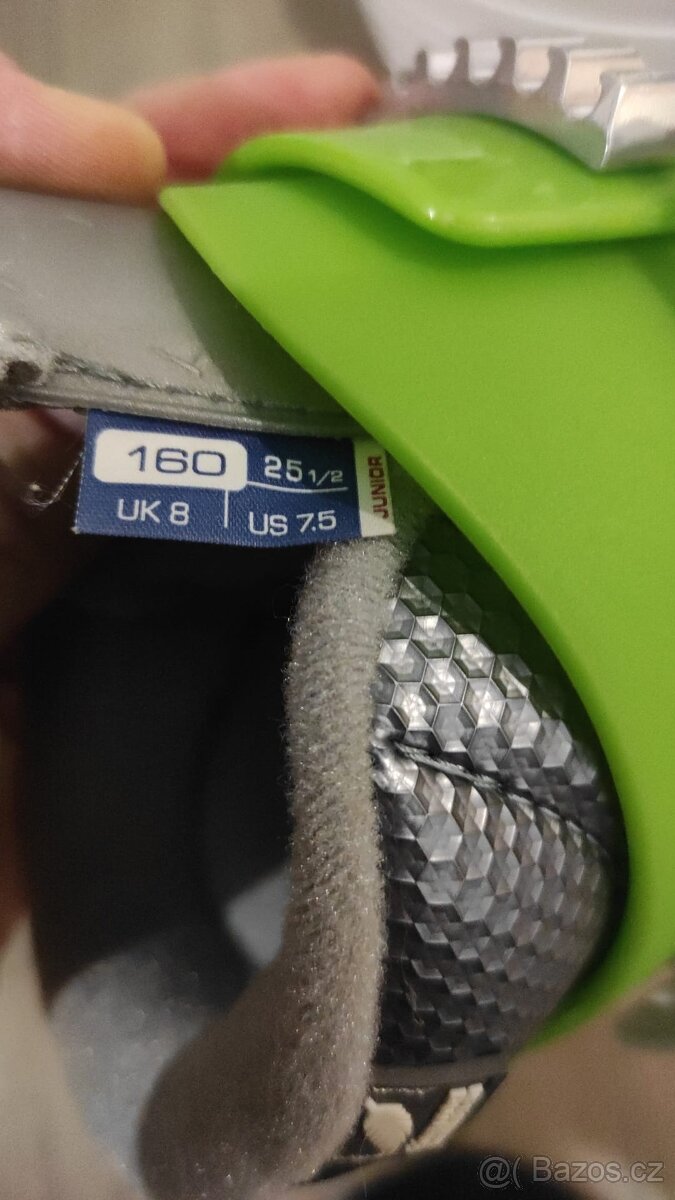 160 25 1/2
UK 8 US 7.5
JUNIOR
@( Bazos.cz